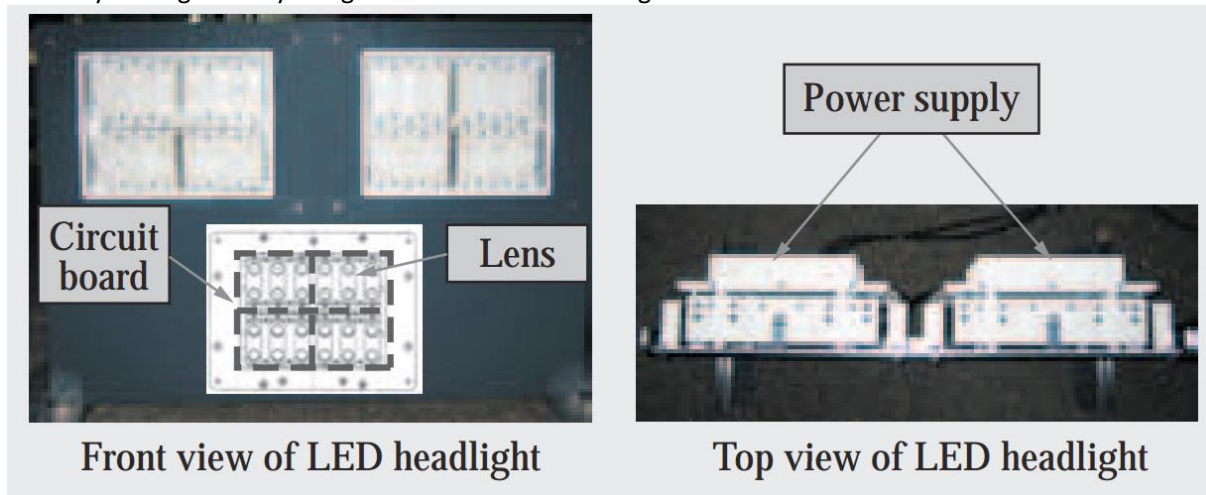 Power supply
Circuit
board
Lens
Front view of LED headlight
Top view of LED headlight